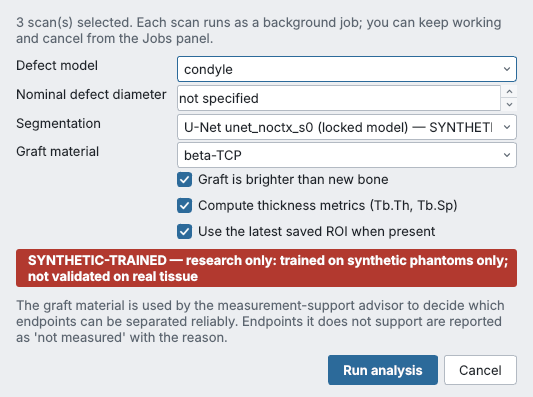 3 scan(s) selected. Each scan runs as a background job; you can keep working
and cancel from the Jobs panel.
Defect model
condyle
Nominal defect diameter
not specified
Segmentation
U-Net unet_noctx_s0 (locked model) — SYNTHETI
Graft material
beta-TCP
Graft is brighter than new bone
Compute thickness metrics (Tb.Th, Tb.Sp)
Use the latest saved ROI when present
SYNTHETIC-TRAINED — research only: trained on synthetic phantoms only;
not validated on real tissue
The graft material is used by the measurement-support advisor to decide which
endpoints can be separated reliably. Endpoints it does not support are reported
as 'not measured' with the reason.
Run analysis
Cancel